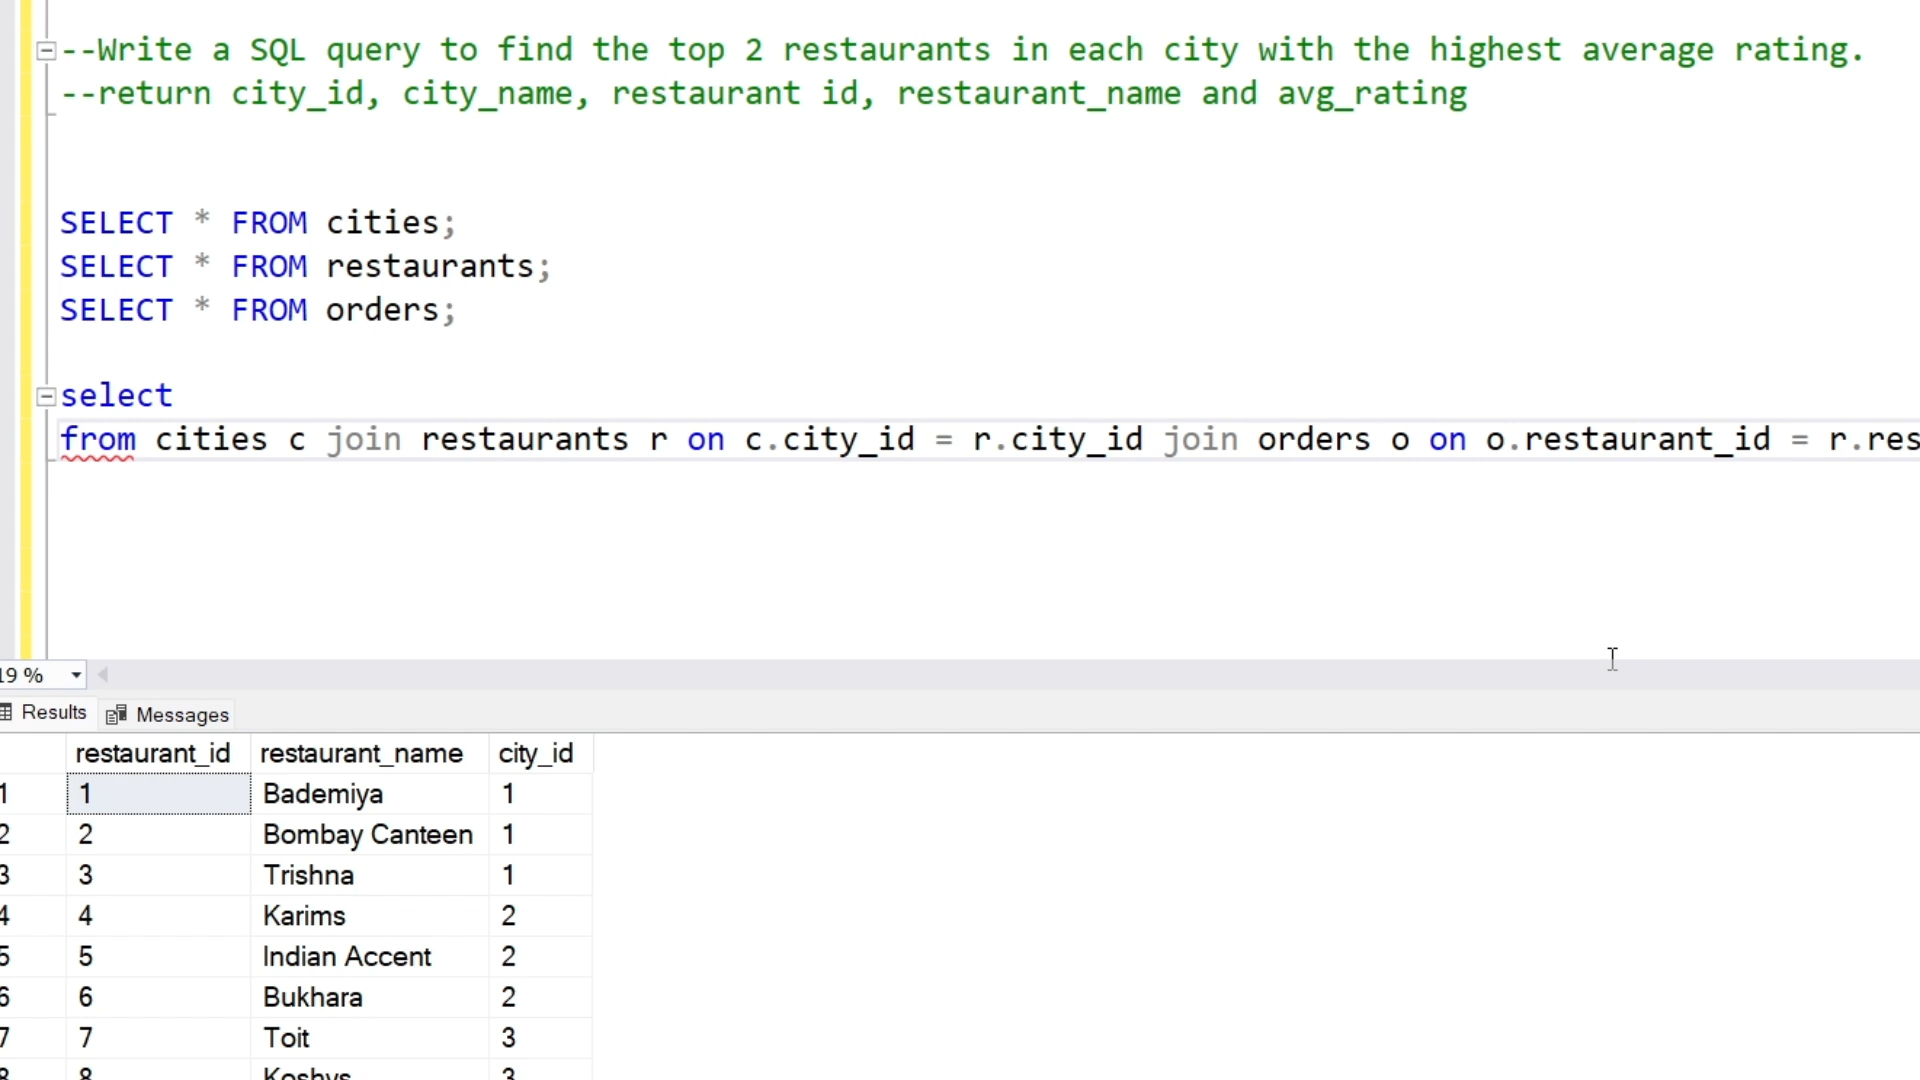 --Write a SQL query to find the top 2 restaurants in each city with the highest average rating.
--return city_id, city_name, restaurant id, restaurant_name and avg_rating
SELECT * FROM cities;
SELECT * FROM restaurants;
SELECT * FROM orders;
select
from cities c join restaurants r on c.city_id = r.city_id join orders o on o.restaurant_id = r.res
19 %
Results Messages
restaurant_id restaurant_name city_id
1 1 Bademiya 1
2 2 Bombay Canteen 1
3 3 Trishna 1
4 4 Karims 2
5 5 Indian Accent 2
6 6 Bukhara 2
7 7 Toit 3
8 8 Koshys 3